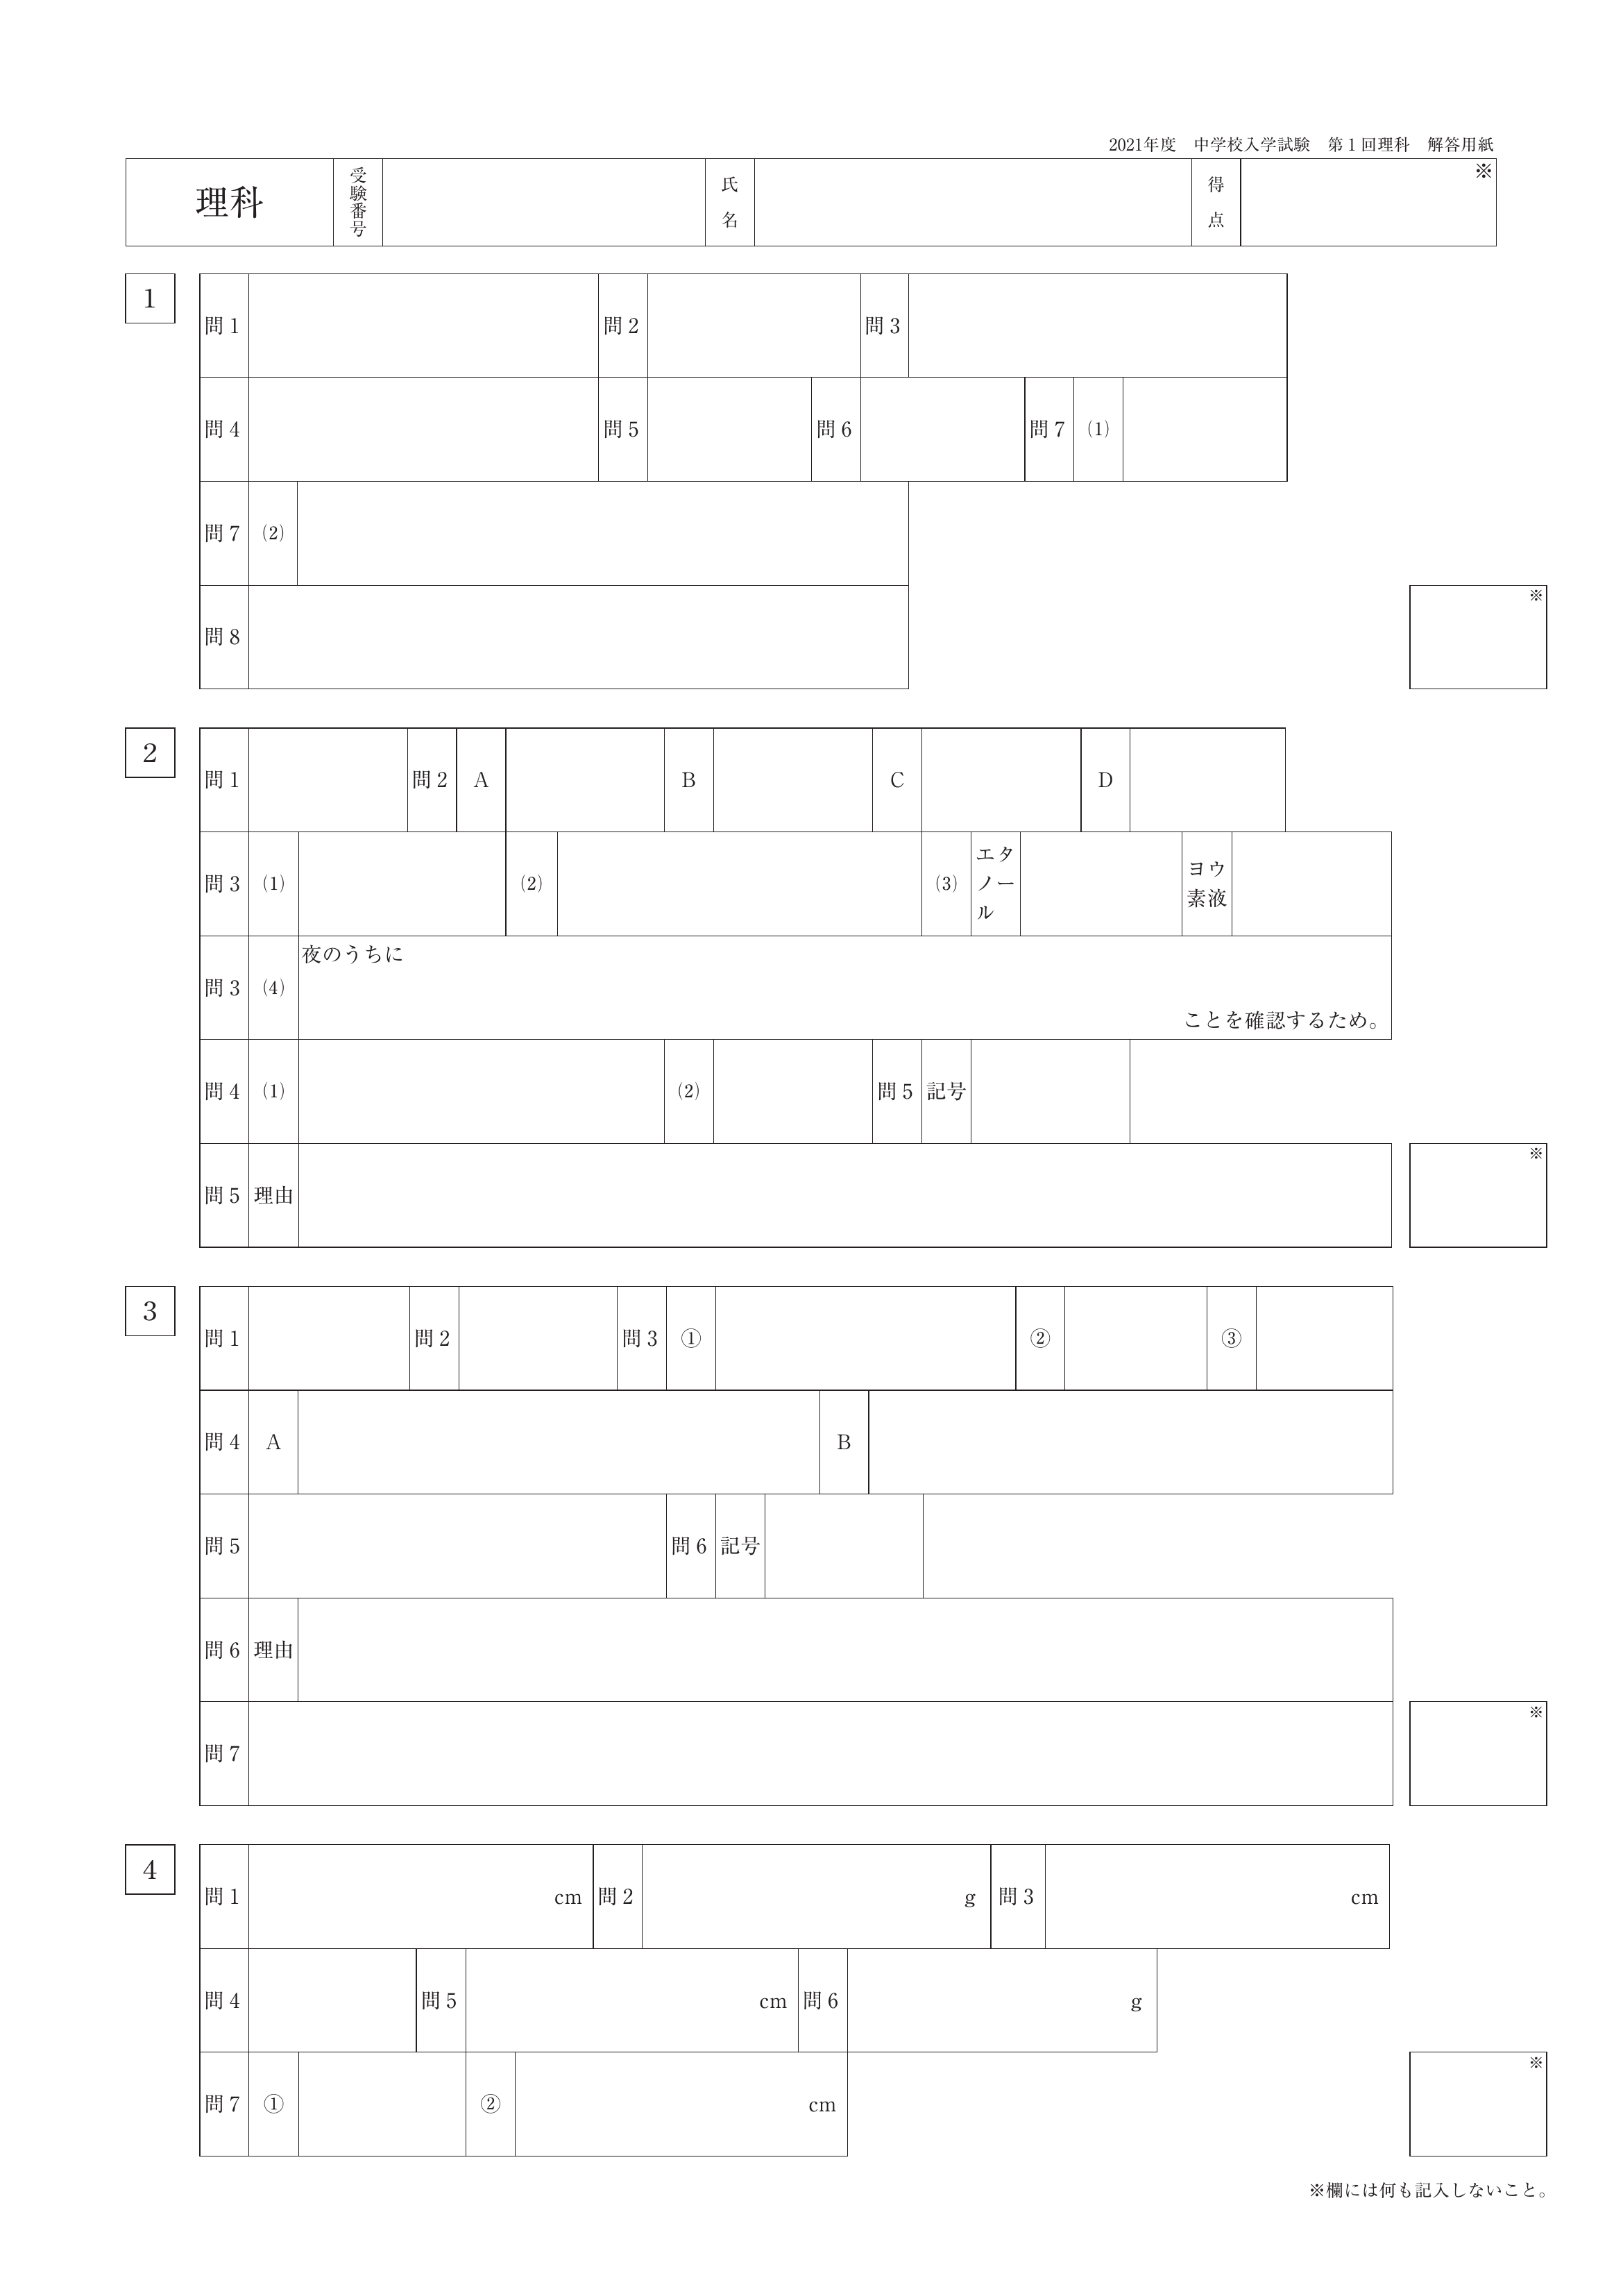 2021年度　中学校入学試験　第1回理科　解答用紙
理科 受験番号 氏名 得点 ※
1
問1 問2 問3
問4 問5 問6 問7 (1)
問7 (2)
問8 ※
2
問1 問2 A B C D
問3 (1) (2) (3) エタノール ヨウ素液
問3 (4) 夜のうちに
ことを確認するため。
問4 (1) (2) 問5 記号
問5 理由 ※
3
問1 問2 問3 ① ② ③
問4 A B
問5 問6 記号
問6 理由
問7 ※
4
問1 cm 問2 g 問3 cm
問4 問5 cm 問6 g
問7 ① ② cm ※
※欄には何も記入しないこと。